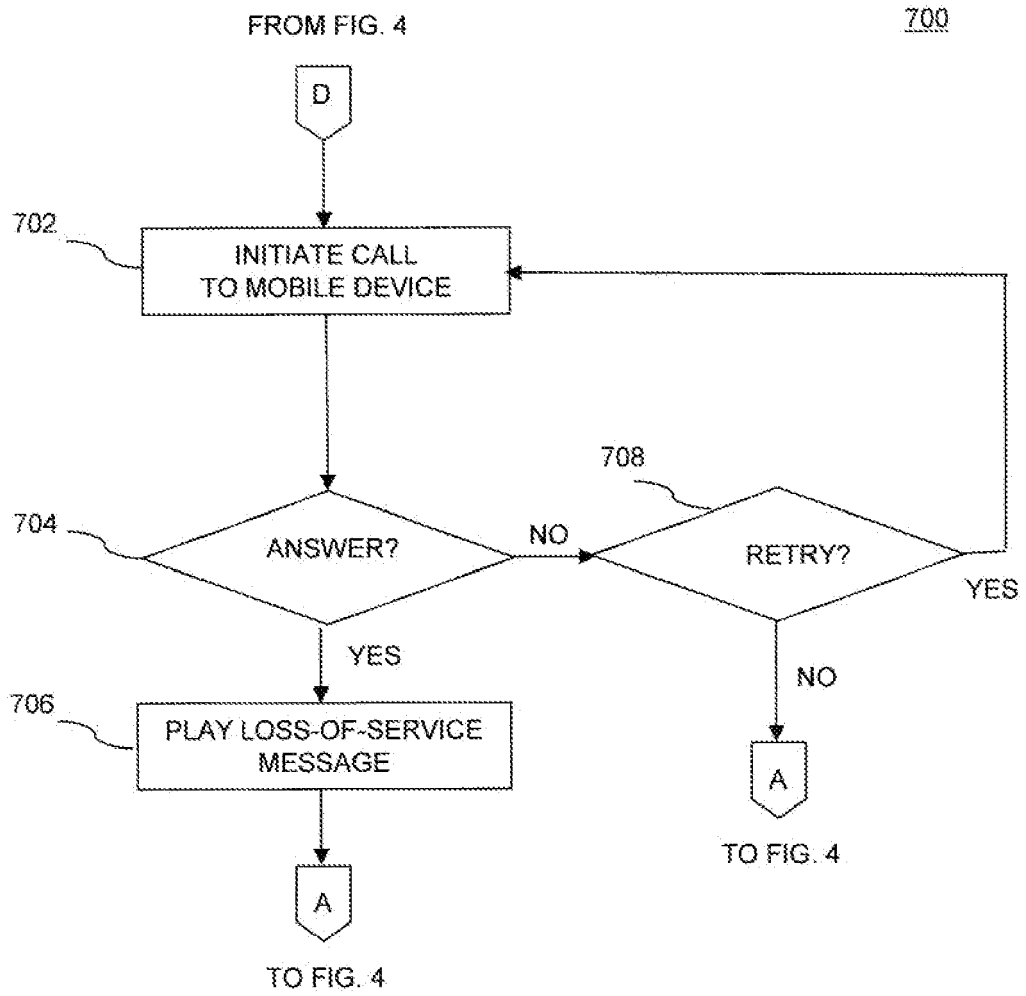 FROM FIG. 4
700
D
702
INITIATE CALL
TO MOBILE DEVICE
708
704
ANSWER?
NO
RETRY?
YES
YES
NO
706
PLAY LOSS-OF-SERVICE
MESSAGE
A
TO FIG. 4
A
TO FIG. 4